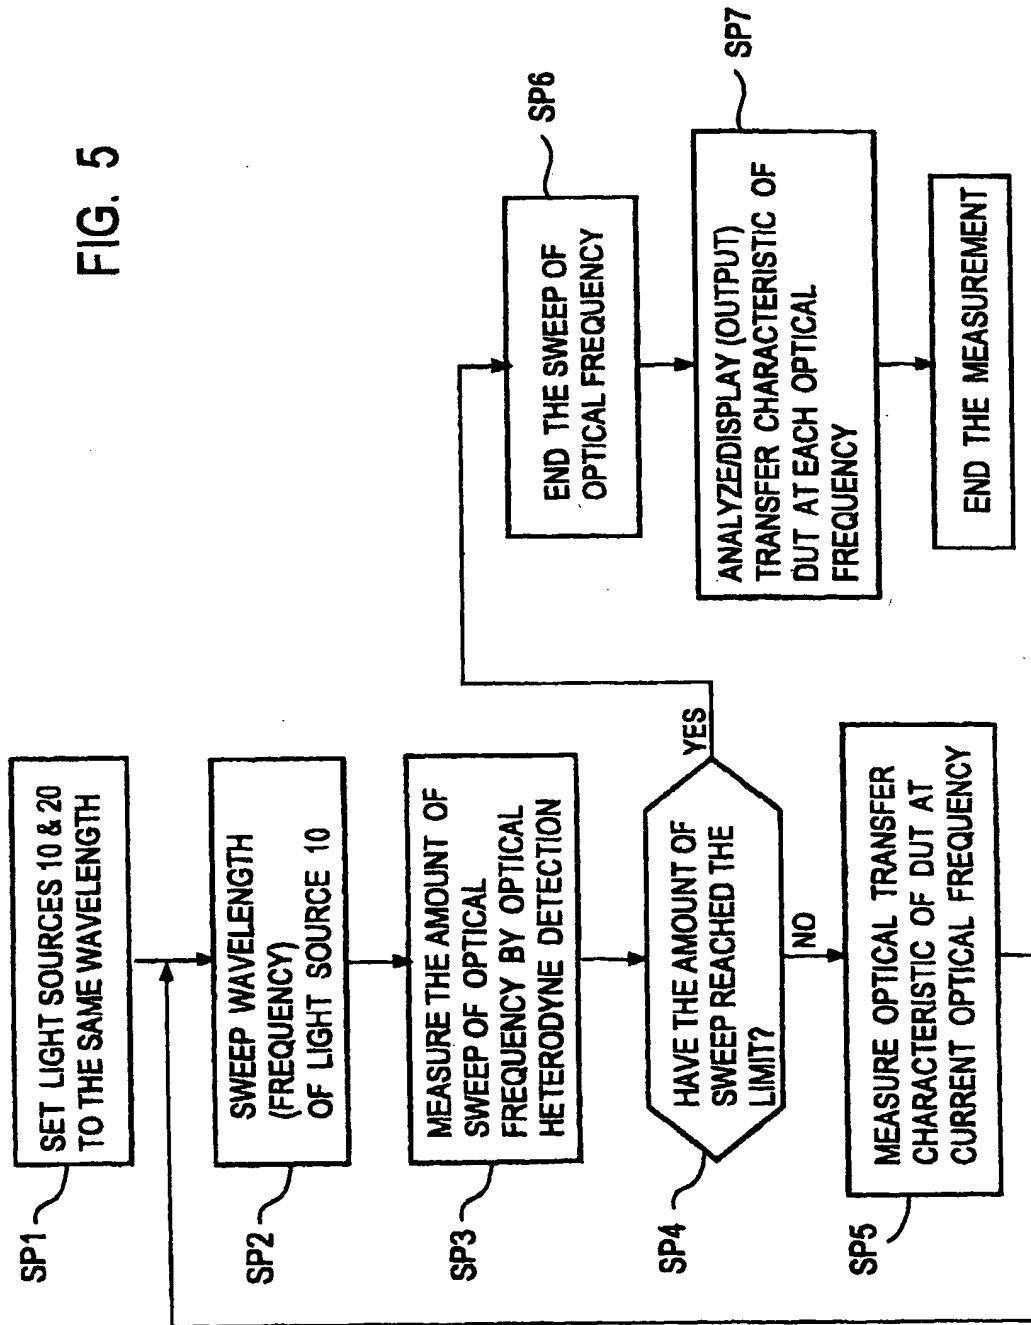 FIG. 5
SP1
SET LIGHT SOURCES 10 & 20
TO THE SAME WAVELENGTH
SP2
SWEEP WAVELENGTH
(FREQUENCY)
OF LIGHT SOURCE 10
SP3
MEASURE THE AMOUNT OF
SWEEP OF OPTICAL
FREQUENCY BY OPTICAL
HETERODYNE DETECTION
SP4
HAVE THE AMOUNT OF
SWEEP REACHED THE
LIMIT?
YES
NO
SP5
MEASURE OPTICAL TRANSFER
CHARACTERISTIC OF DUT AT
CURRENT OPTICAL FREQUENCY
SP6
END THE SWEEP OF
OPTICAL FREQUENCY
SP7
ANALYZE/DISPLAY (OUTPUT)
TRANSFER CHARACTERISTIC OF
DUT AT EACH OPTICAL
FREQUENCY
END THE MEASUREMENT